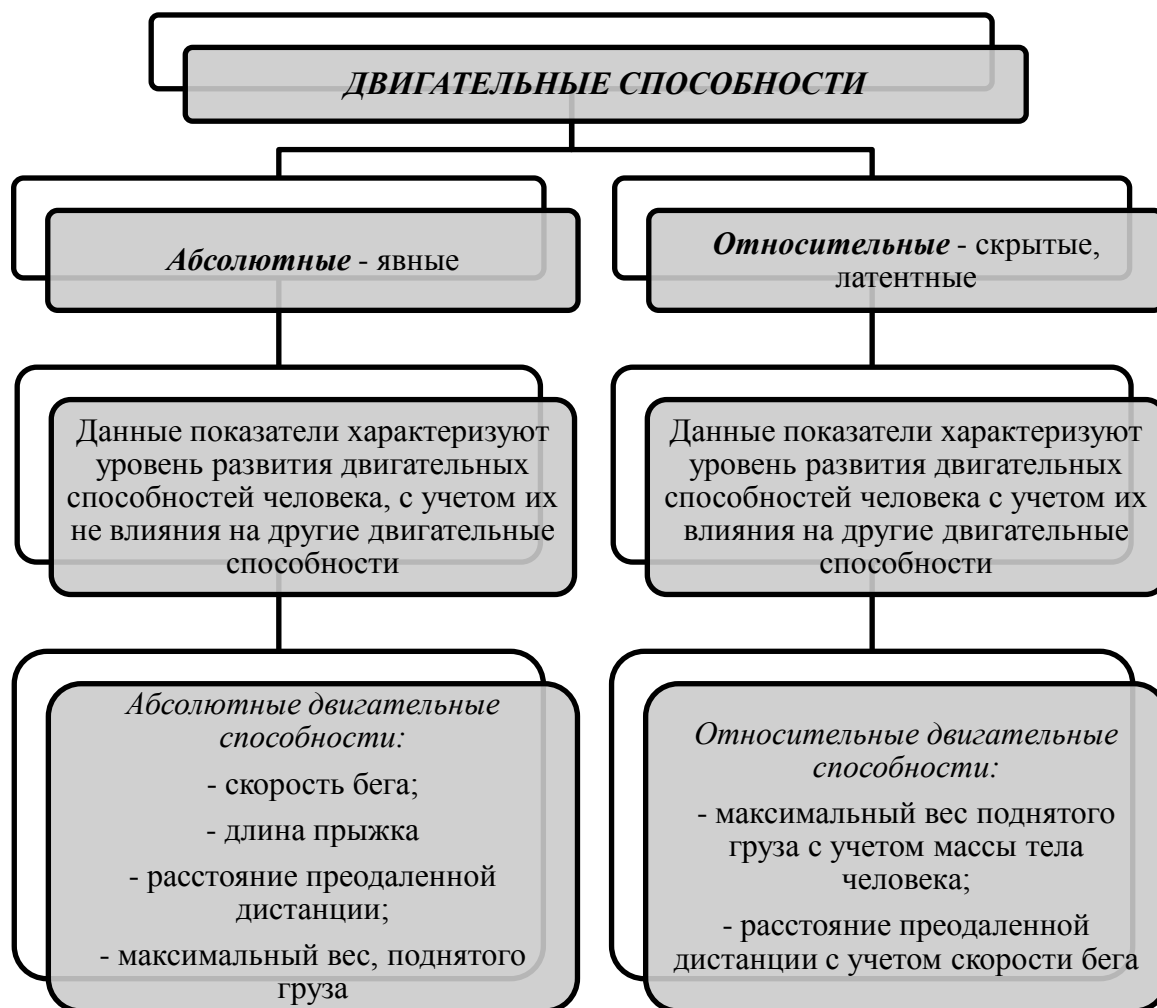 ДВИГАТЕЛЬНЫЕ СПОСОБНОСТИ
Абсолютные - явные
Относительные - скрытые,
латентные
Данные показатели характеризуют
уровень развития двигательных
способностей человека, с учетом их
не влияния на другие двигательные
способности
Данные показатели характеризуют
уровень развития двигательных
способностей человека с учетом их
влияния на другие двигательные
способности
Абсолютные двигательные
способности:
- скорость бега;
- длина прыжка
- расстояние преодаленной
дистанции;
- максимальный вес, поднятого
груза
Относительные двигательные
способности:
- максимальный вес поднятого
груза с учетом массы тела
человека;
- расстояние преодаленной
дистанции с учетом скорости бега